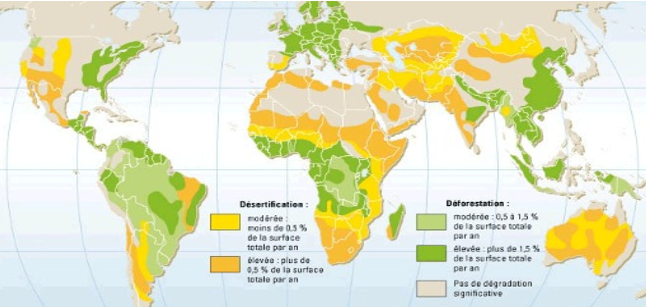 Désertification :
modérée :
moins de 0,5 %
de la surface
totale par an
élevée : plus de
0,5 % de la surface
totale par an
Déforestation :
modérée : 0,5 à 1,5 %
de la surface totale
par an
élevée : plus de 1,5 %
de la surface totale
par an
Pas de dégradation
significative